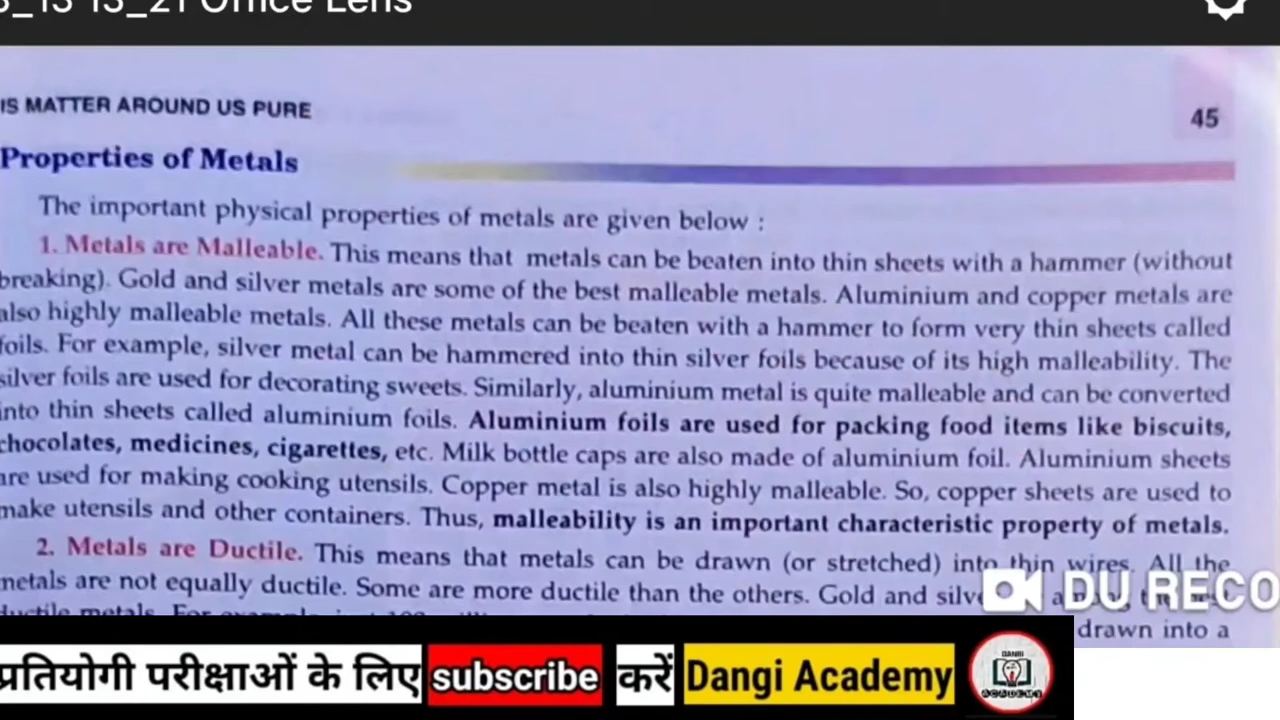 IS MATTER AROUND US PURE
45
Properties of Metals
The important physical properties of metals are given below :
1. Metals are Malleable. This means that metals can be beaten into thin sheets with a hammer (without
breaking). Gold and silver metals are some of the best malleable metals. Aluminium and copper metals are
also highly malleable metals. All these metals can be beaten with a hammer to form very thin sheets called
foils. For example, silver metal can be hammered into thin silver foils because of its high malleability. The
silver foils are used for decorating sweets. Similarly, aluminium metal is quite malleable and can be converted
into thin sheets called aluminium foils. Aluminium foils are used for packing food items like biscuits,
chocolates, medicines, cigarettes, etc. Milk bottle caps are also made of aluminium foil. Aluminium sheets
are used for making cooking utensils. Copper metal is also highly malleable. So, copper sheets are used to
make utensils and other containers. Thus, malleability is an important characteristic property of metals.
2. Metals are Ductile. This means that metals can be drawn (or stretched) into thin wires. All the
metals are not equally ductile. Some are more ductile than the others. Gold and
DU RECO
ductile metals. For
drawn into a
प्रतियोगी परीक्षाओं के लिए subscribe करें Dangi Academy
DANGI
ACADEMY